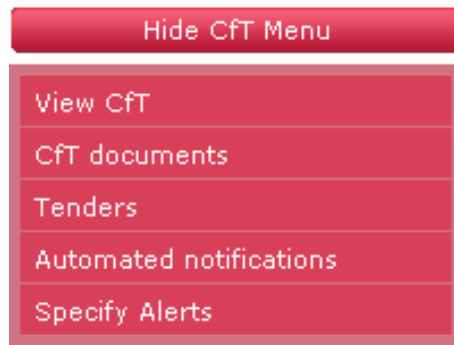 Hide CfT Menu
View CfT
CfT documents
Tenders
Automated notifications
Specify Alerts